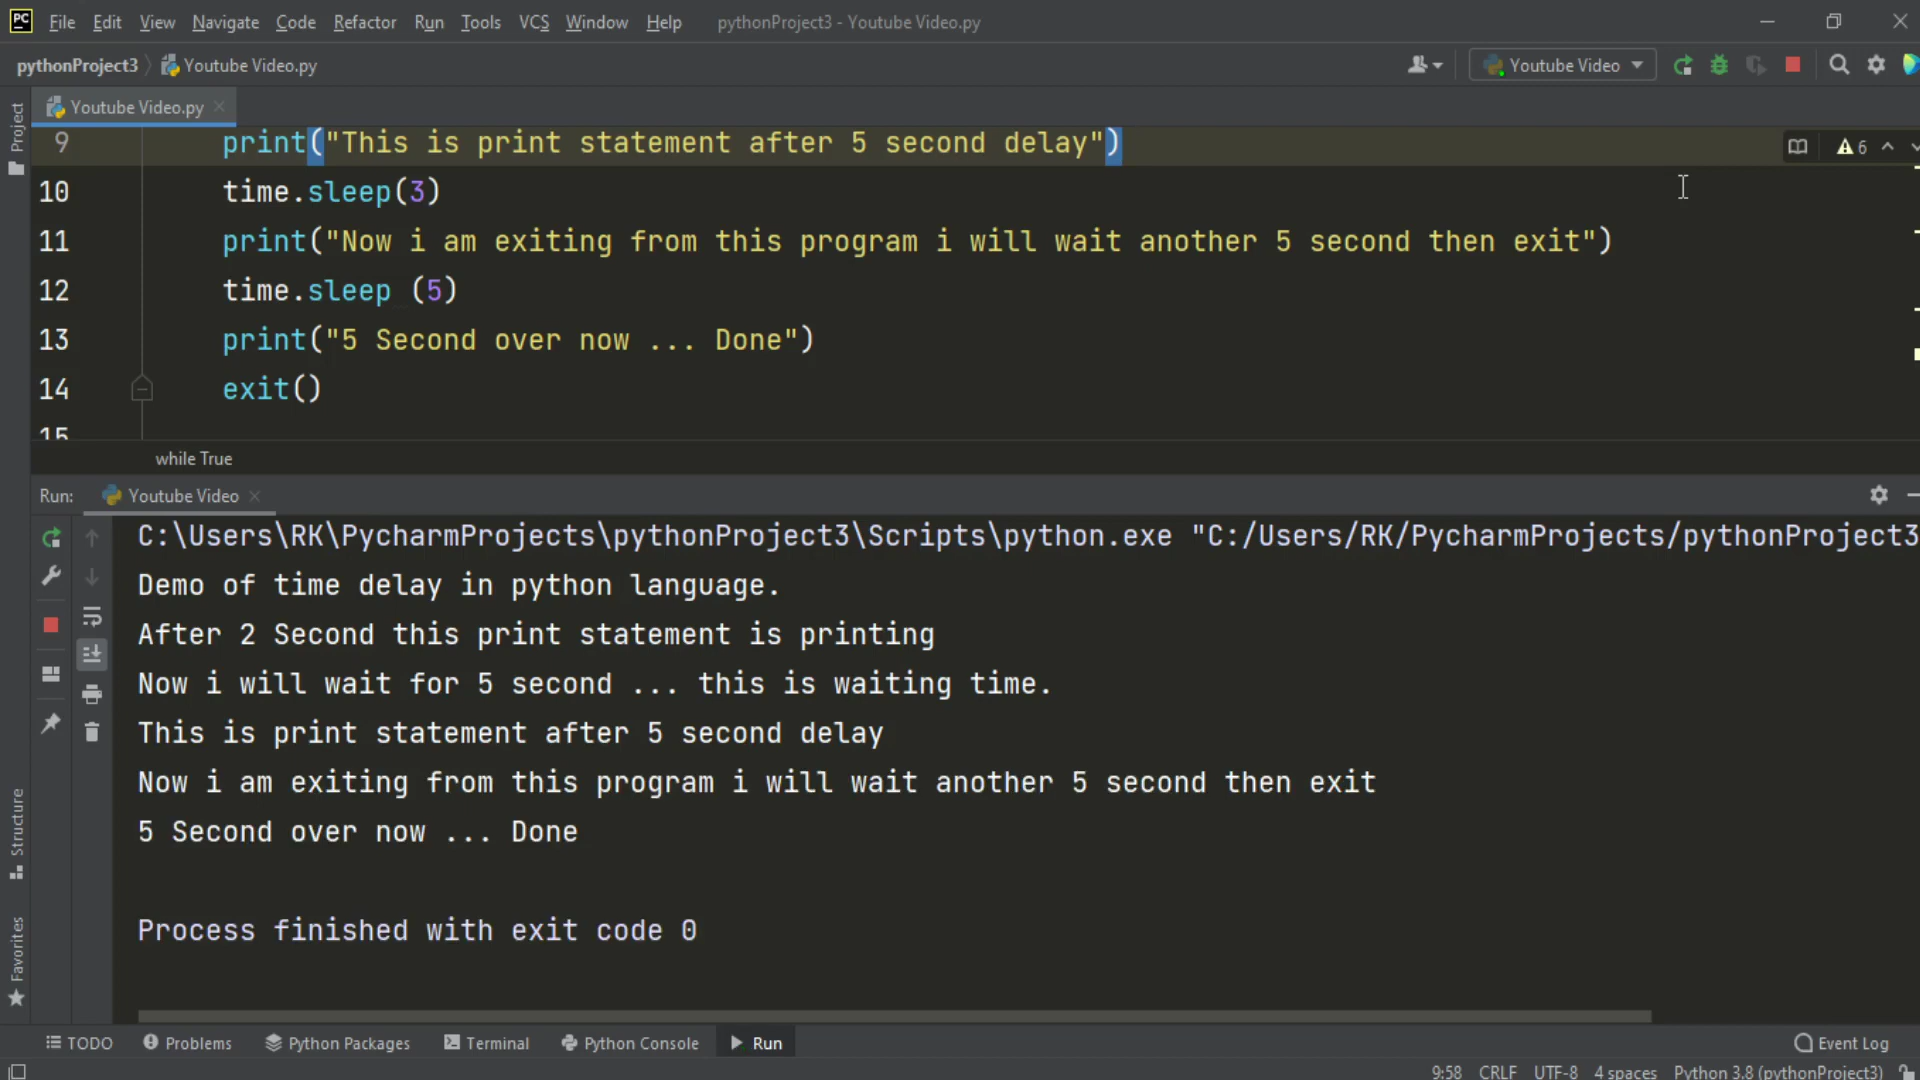 PC File Edit View Navigate Code Refactor Run Tools VCS Window Help pythonProject3 - Youtube Video.py
pythonProject3 Youtube Video.py Youtube Video
Project
Youtube Video.py
9 print("This is print statement after 5 second delay") 6
10 time.sleep(3)
11 print("Now i am exiting from this program i will wait another 5 second then exit")
12 time.sleep (5)
13 print("5 Second over now ... Done")
14 exit()
15
while True
Run: Youtube Video
C:\Users\RK\PycharmProjects\pythonProject3\Scripts\python.exe "C:/Users/RK/PycharmProjects/pythonProject3
Demo of time delay in python language.
After 2 Second this print statement is printing
Now i will wait for 5 second ... this is waiting time.
This is print statement after 5 second delay
Now i am exiting from this program i will wait another 5 second then exit
5 Second over now ... Done
Process finished with exit code 0
Structure
Favorites
TODO Problems Python Packages Terminal Python Console Run Event Log
9:58 CRLF UTF-8 4 spaces Python 3.8 (pythonProject3)